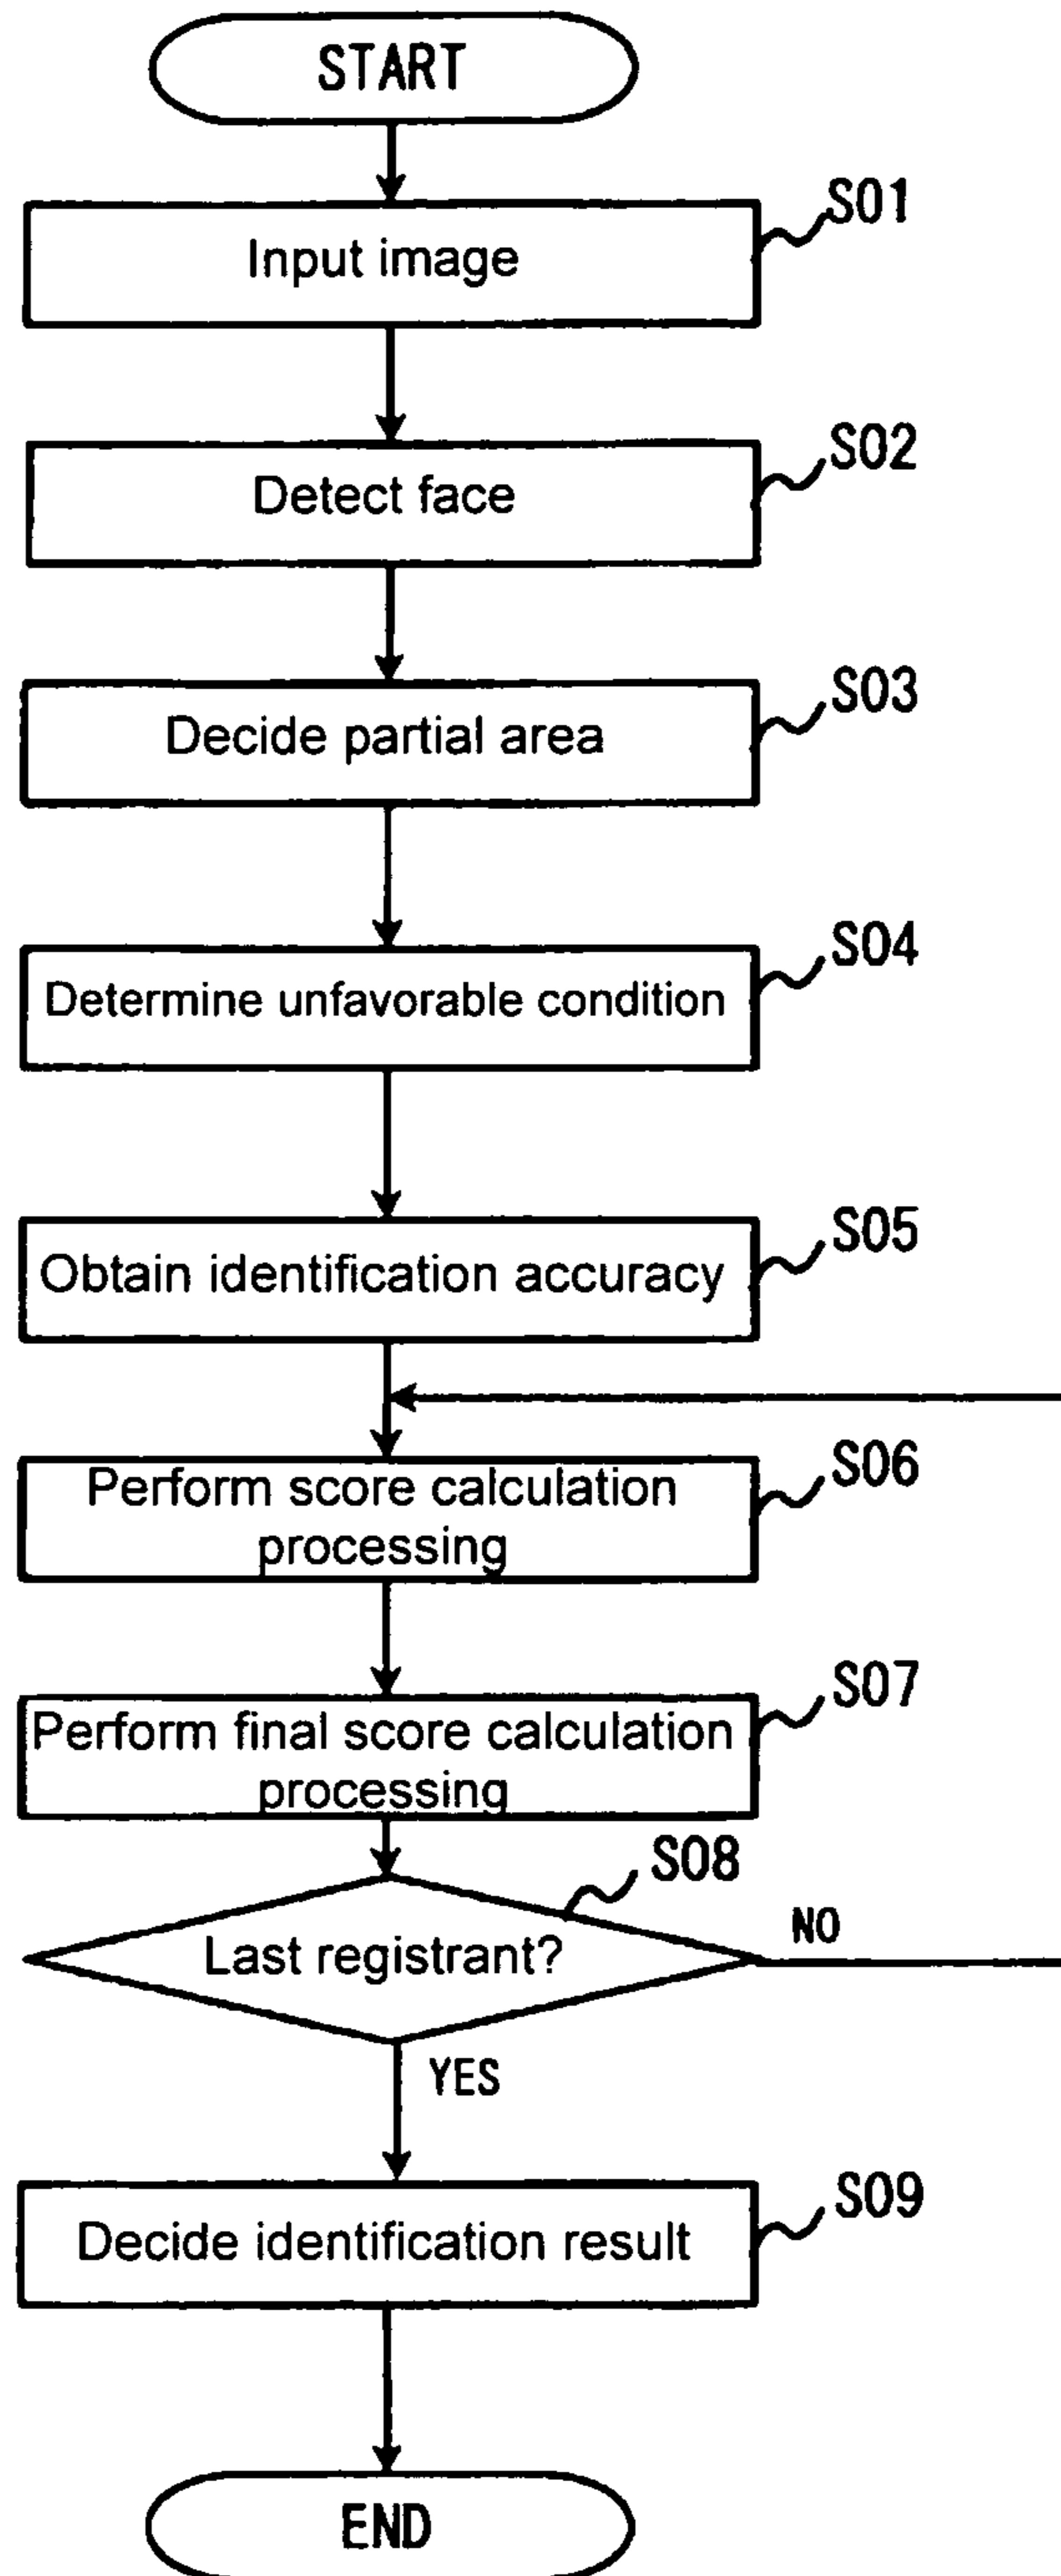 START
S01
Input image
S02
Detect face
S03
Decide partial area
S04
Determine unfavorable condition
S05
Obtain identification accuracy
S06
Perform score calculation
processing
S07
Perform final score calculation
processing
S08
Last registrant?
NO
YES
S09
Decide identification result
END